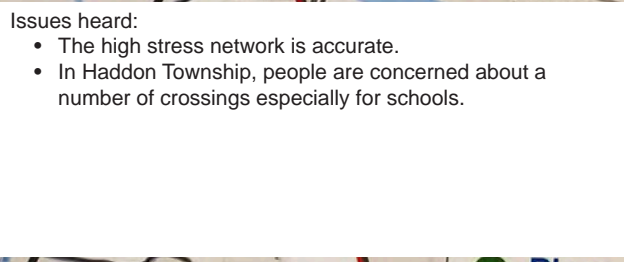 Issues heard:
• The high stress network is accurate.
• In Haddon Township, people are concerned about a
number of crossings especially for schools.